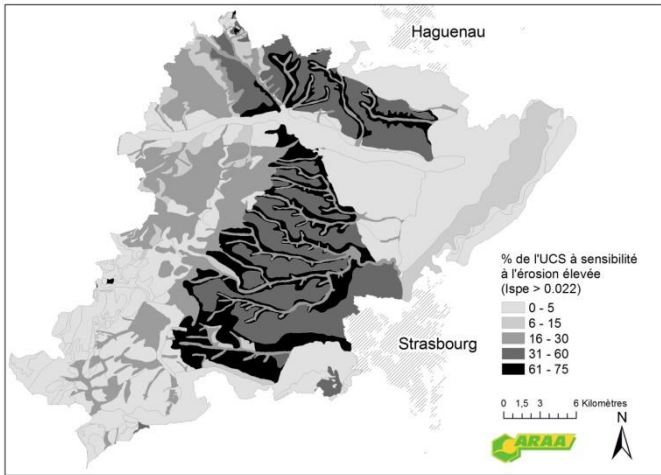 Haguenau
% de l'UCS à sensibilité
à l'érosion élevée
(Ispe > 0.022)
0 - 5
6 - 15
16 - 30
31 - 60
61 - 75
Strasbourg
0 1,5 3 6 Kilomètres
N
ARAA